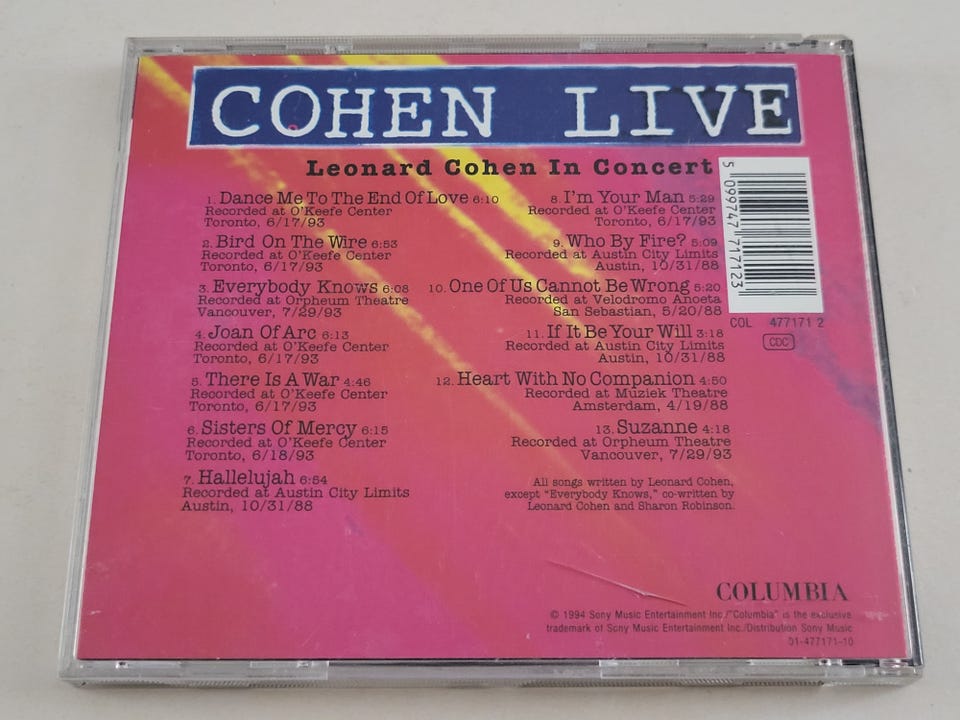 COHEN LIVE
Leonard Cohen In Concert
1. Dance Me To The End Of Love 6:10
Recorded at O'Keefe Center
Toronto, 6/17/93
2. Bird On The Wire 6:53
Recorded at O'Keefe Center
Toronto, 6/17/93
3. Everybody Knows 6:08
Recorded at Orpheum Theatre
Vancouver, 7/29/93
4. Joan Of Arc 6:13
Recorded at O'Keefe Center
Toronto, 6/17/93
5. There Is A War 4:46
Recorded at O'Keefe Center
Toronto, 6/17/93
6. Sisters Of Mercy 6:15
Recorded at O'Keefe Center
Toronto, 6/18/93
7. Hallelujah 6:54
Recorded at Austin City Limits
Austin, 10/31/88
8. I'm Your Man 5:29
Recorded at O'Keefe Center
Toronto, 6/17/93
9. Who By Fire? 5:09
Recorded at Austin City Limits
Austin, 10/31/88
10. One Of Us Cannot Be Wrong 5:20
Recorded at Velodromo Anoeta
San Sebastian, 5/20/88
11. If It Be Your Will 3:18
Recorded at Austin City Limits
Austin, 10/31/88
12. Heart With No Companion 4:50
Recorded at Muziek Theatre
Amsterdam, 4/19/88
13. Suzanne 4:18
Recorded at Orpheum Theatre
Vancouver, 7/29/93
All songs written by Leonard Cohen,
except "Everybody Knows," co-written by
Leonard Cohen and Sharon Robinson.
5 099747 717123
COL 477171 2
CDC
COLUMBIA
© 1994 Sony Music Entertainment Inc./"Columbia" is the exclusive
trademark of Sony Music Entertainment Inc./Distribution Sony Music
01-477171-10